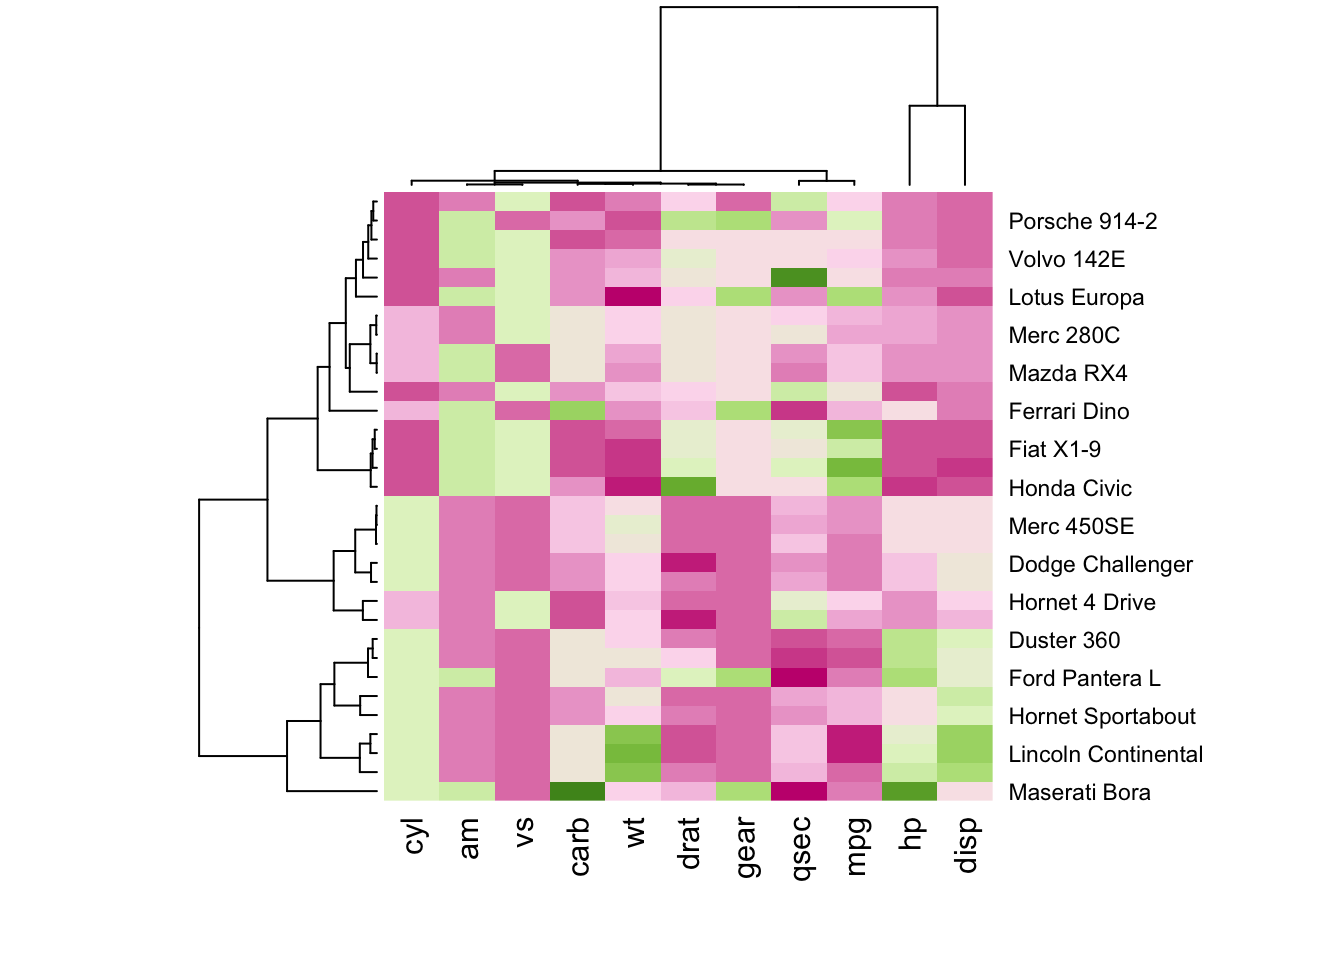 Porsche 914-2
Volvo 142E
Lotus Europa
Merc 280C
Mazda RX4
Ferrari Dino
Fiat X1-9
Honda Civic
Merc 450SE
Dodge Challenger
Hornet 4 Drive
Duster 360
Ford Pantera L
Hornet Sportabout
Lincoln Continental
Maserati Bora
cyl
am
vs
carb
wt
drat
gear
qsec
mpg
hp
disp